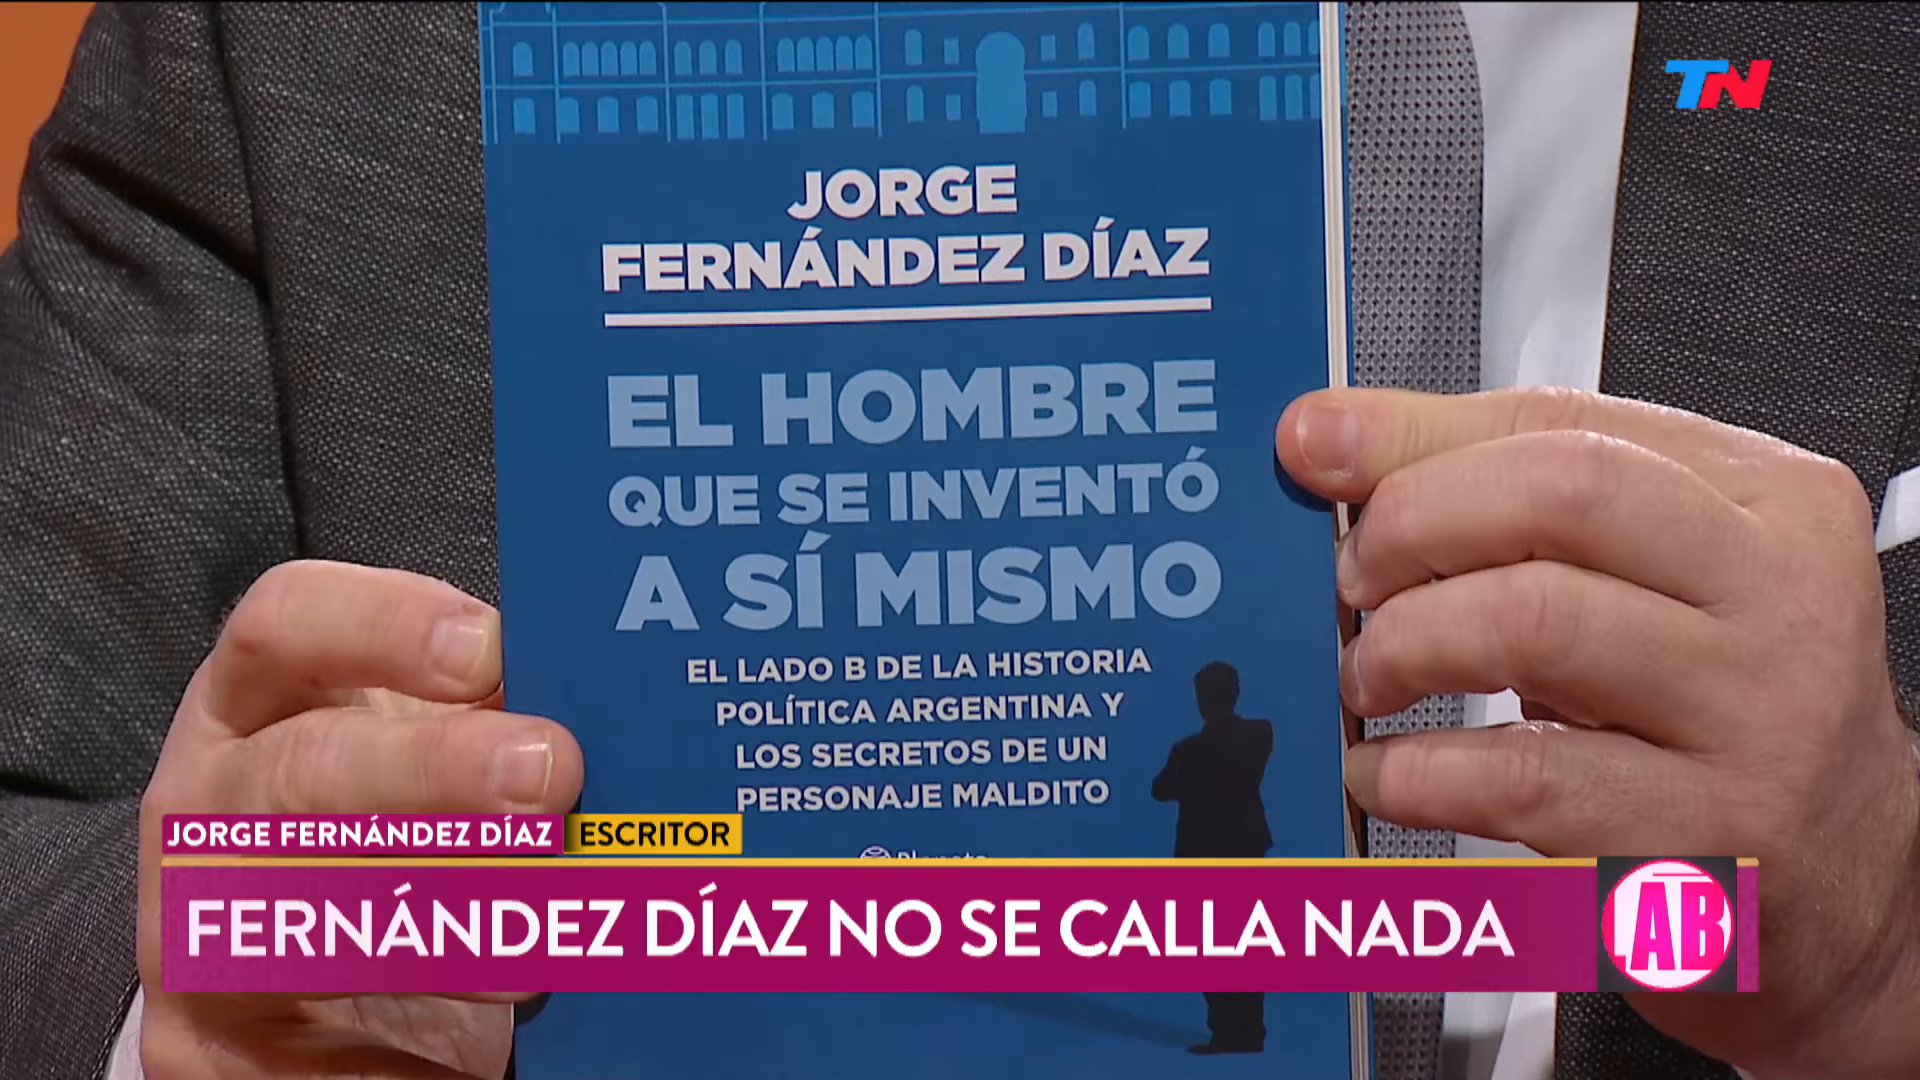 TN
JORGE
FERNÁNDEZ DÍAZ
EL HOMBRE
QUE SE INVENTÓ
A SÍ MISMO
EL LADO B DE LA HISTORIA
POLÍTICA ARGENTINA Y
LOS SECRETOS DE UN
PERSONAJE MALDITO
JORGE FERNÁNDEZ DÍAZ ESCRITOR
FERNÁNDEZ DÍAZ NO SE CALLA NADA
LAB